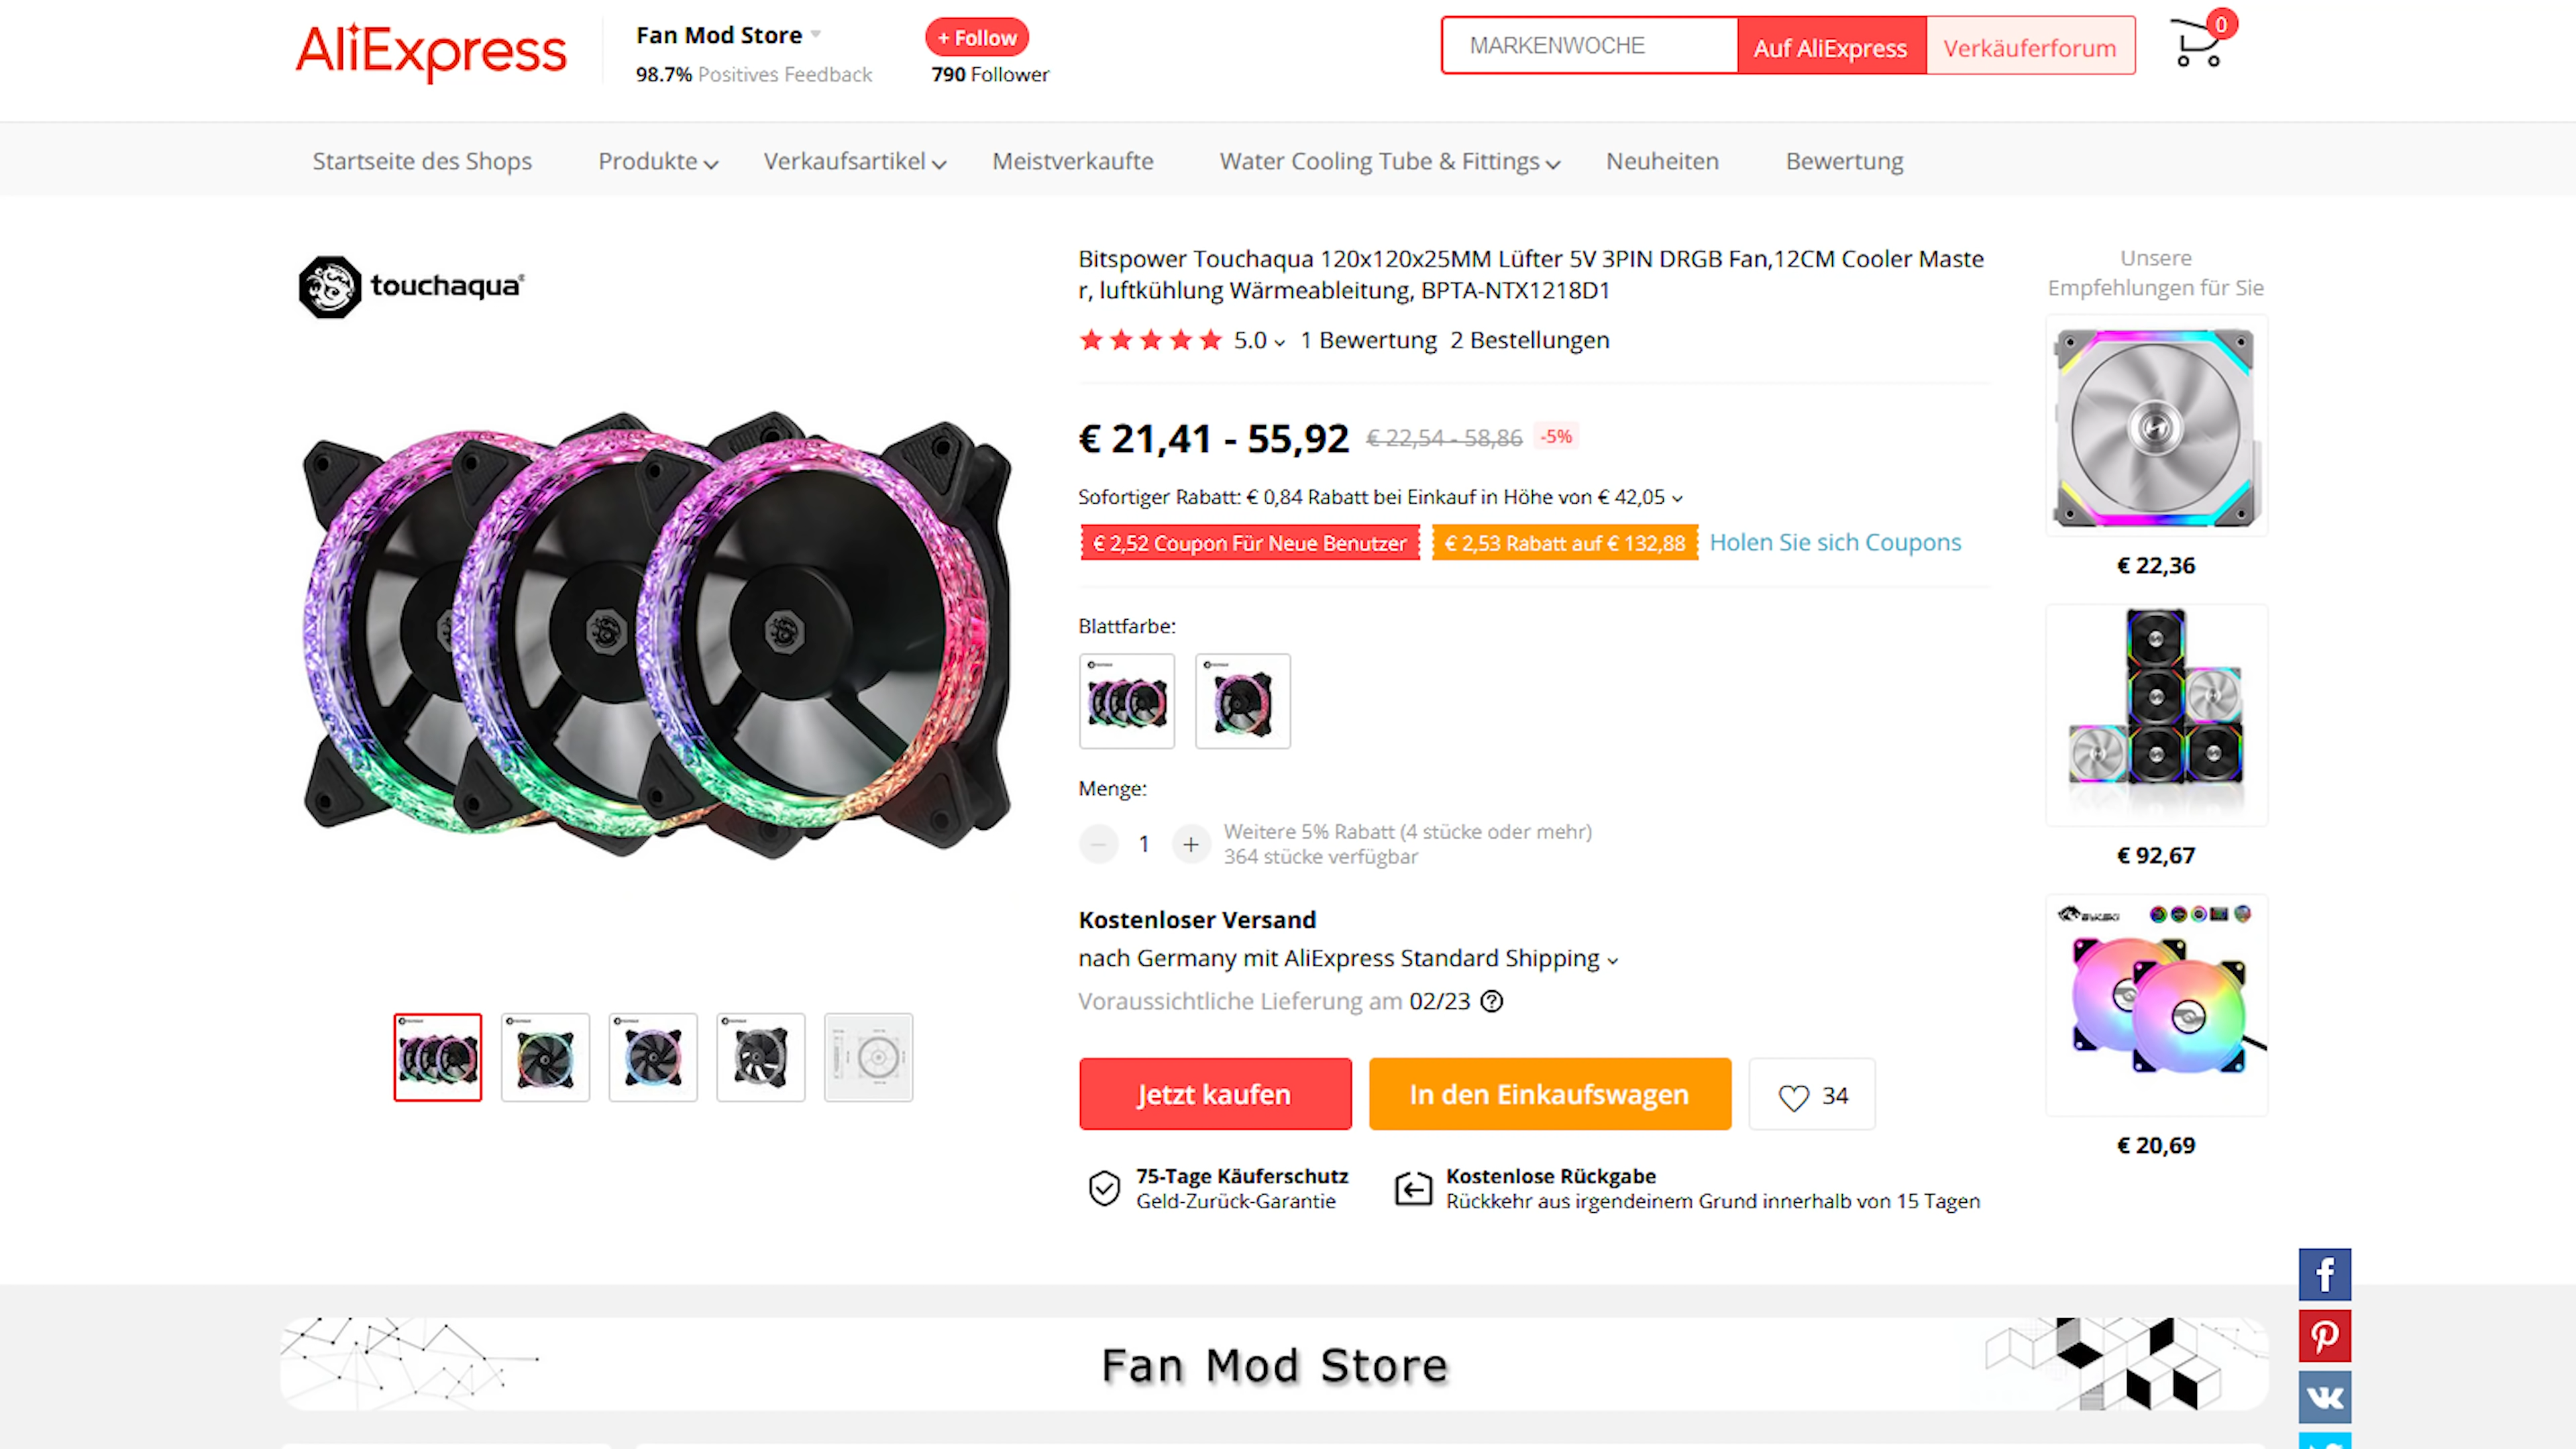 AliExpress
Fan Mod Store
98.7% Positives Feedback
+ Follow
790 Follower
MARKENWOCHE
Auf AliExpress
Verkäuferforum
0
Startseite des Shops
Produkte
Verkaufsartikel
Meistverkaufte
Water Cooling Tube & Fittings
Neuheiten
Bewertung
touchaqua®
Bitspower Touchaqua 120x120x25MM Lüfter 5V 3PIN DRGB Fan,12CM Cooler Maste
r, luftkühlung Wärmeableitung, BPTA-NTX1218D1
5.0
1 Bewertung
2 Bestellungen
€ 21,41 - 55,92
€ 22,54 - 58,86
-5%
Sofortiger Rabatt: € 0,84 Rabatt bei Einkauf in Höhe von € 42,05
€ 2,52 Coupon Für Neue Benutzer
€ 2,53 Rabatt auf € 132,88
Holen Sie sich Coupons
Blattfarbe:
Menge:
1
+
Weitere 5% Rabatt (4 stücke oder mehr)
364 stücke verfügbar
Kostenloser Versand
nach Germany mit AliExpress Standard Shipping
Voraussichtliche Lieferung am 02/23
Jetzt kaufen
In den Einkaufswagen
34
75-Tage Käuferschutz
Geld-Zurück-Garantie
Kostenlose Rückgabe
Rückkehr aus irgendeinem Grund innerhalb von 15 Tagen
Unsere
Empfehlungen für Sie
€ 22,36
€ 92,67
BYKSKI
€ 20,69
Fan Mod Store